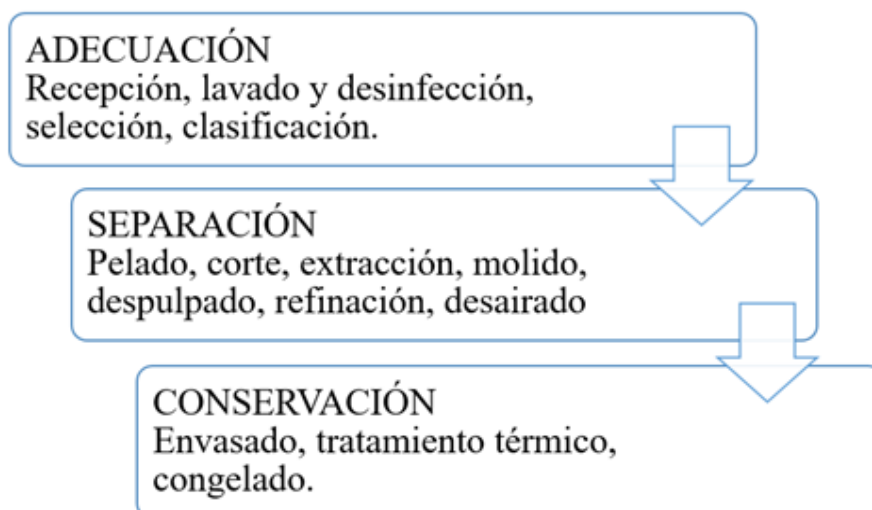 ADECUACIÓN
Recepción, lavado y desinfección,
selección, clasificación.
SEPARACIÓN
Pelado, corte, extracción, molido,
despulpado, refinación, desairado
CONSERVACIÓN
Envasado, tratamiento térmico,
congelado.